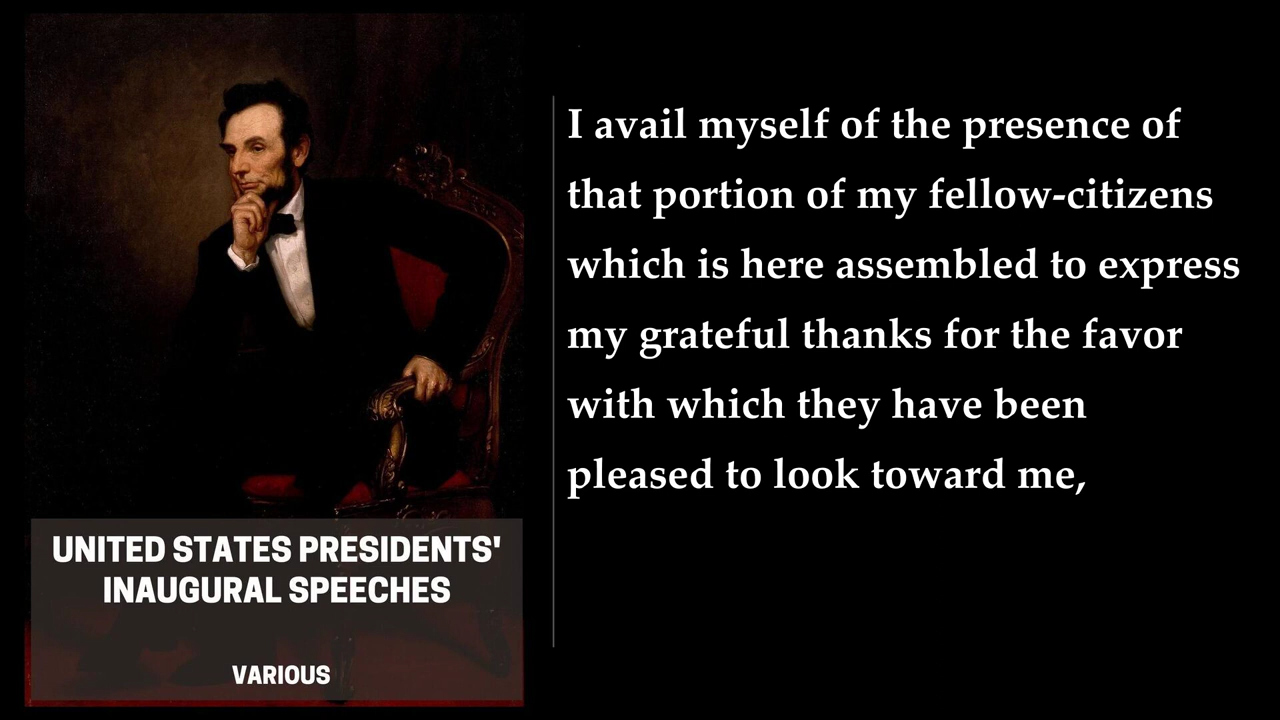 I avail myself of the presence of
that portion of my fellow-citizens
which is here assembled to express
my grateful thanks for the favor
with which they have been
pleased to look toward me,
UNITED STATES PRESIDENTS'
INAUGURAL SPEECHES
VARIOUS